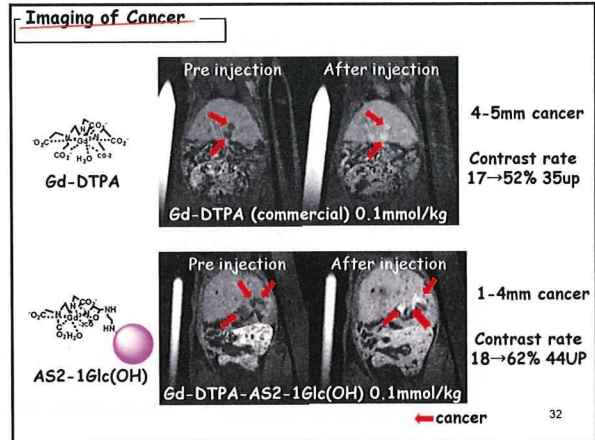 Imaging of Cancer
Pre injection
After injection
4-5mm cancer
Contrast rate
17→52% 35up
Gd-DTPA
Gd-DTPA (commercial) 0.1mmol/kg
Pre injection
After injection
1-4mm cancer
Contrast rate
18→62% 44UP
AS2-1Glc(OH)
Gd-DTPA-AS2-1Glc(OH) 0.1mmol/kg
cancer
32